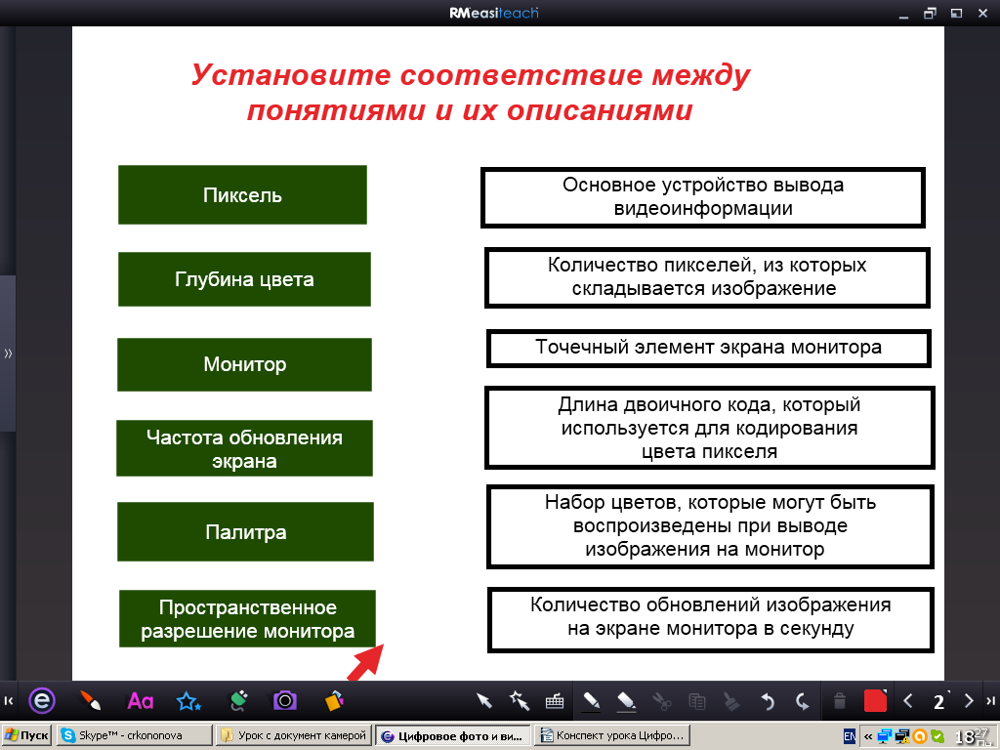 RMeasiteach
Установите соответствие между
понятиями и их описаниями
Пиксель
Основное устройство вывода
видеоинформации
Глубина цвета
Количество пикселей, из которых
складывается изображение
Монитор
Точечный элемент экрана монитора
Частота обновления
экрана
Длина двоичного кода, который
используется для кодирования
цвета пикселя
Палитра
Набор цветов, которые могут быть
воспроизведены при выводе
изображения на монитор
Пространственное
разрешение монитора
Количество обновлений изображения
на экране монитора в секунду
Aa
2
Пуск
Skype™ - crkononova
Урок с документ камерой
Цифровое фото и ви...
Конспект урока Цифро...
EN
18